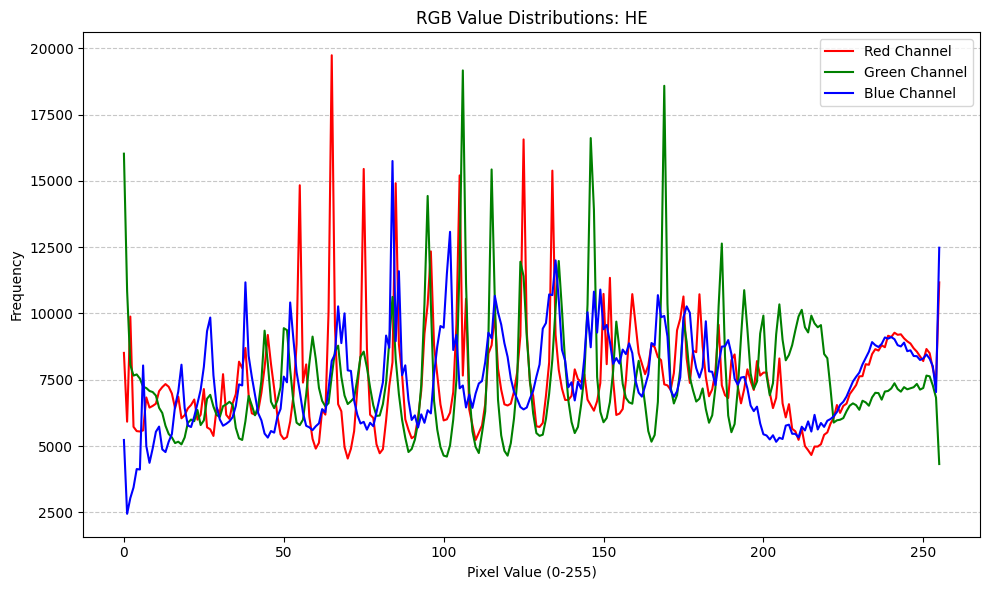 RGB Value Distributions: HE
Red Channel
Green Channel
Blue Channel
Frequency
20000
17500
15000
12500
10000
7500
5000
2500
0
50
100
150
200
250
Pixel Value (0-255)